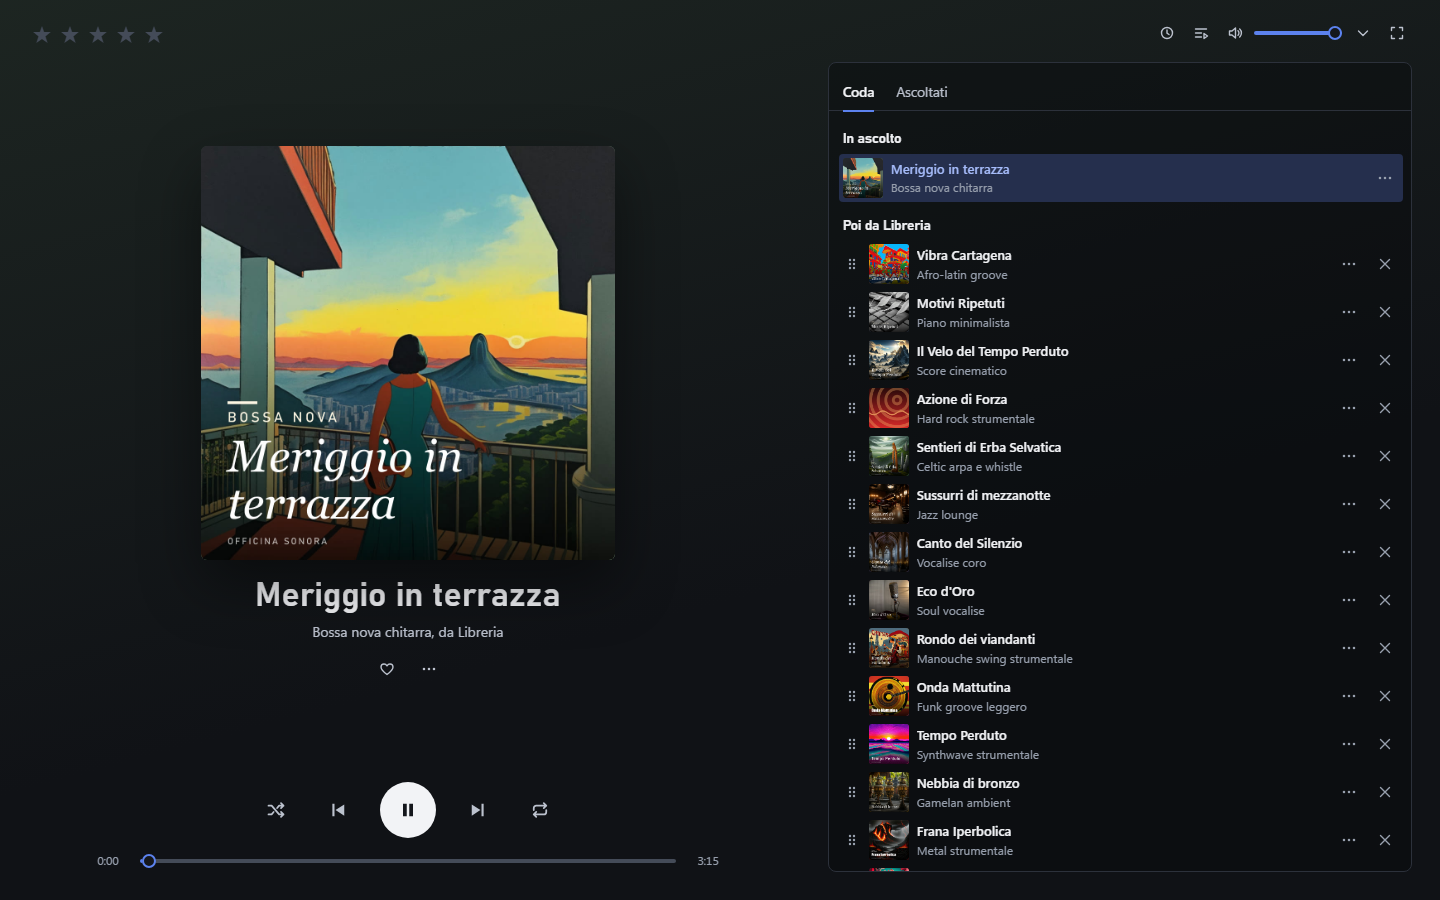 Coda
Ascoltati
BOSSA NOVA
Meriggio in
terrazza
OFFICINA SONORA
Meriggio in terrazza
Bossa nova chitarra, da Libreria
0:00
3:15
In ascolto
Meriggio in terrazza
Bossa nova chitarra
Poi da Libreria
Vibra Cartagena
Afro-latin groove
Motivi Ripetuti
Piano minimalista
Il Velo del Tempo Perduto
Score cinematico
Azione di Forza
Hard rock strumentale
Sentieri di Erba Selvatica
Celtic arpa e whistle
Sussurri di mezzanotte
Jazz lounge
Canto del Silenzio
Vocalise coro
Eco d'Oro
Soul vocalise
Rondo dei viandanti
Manouche swing strumentale
Onda Mattutina
Funk groove leggero
Tempo Perduto
Synthwave strumentale
Nebbia di bronzo
Gamelan ambient
Frana Iperbolica
Metal strumentale